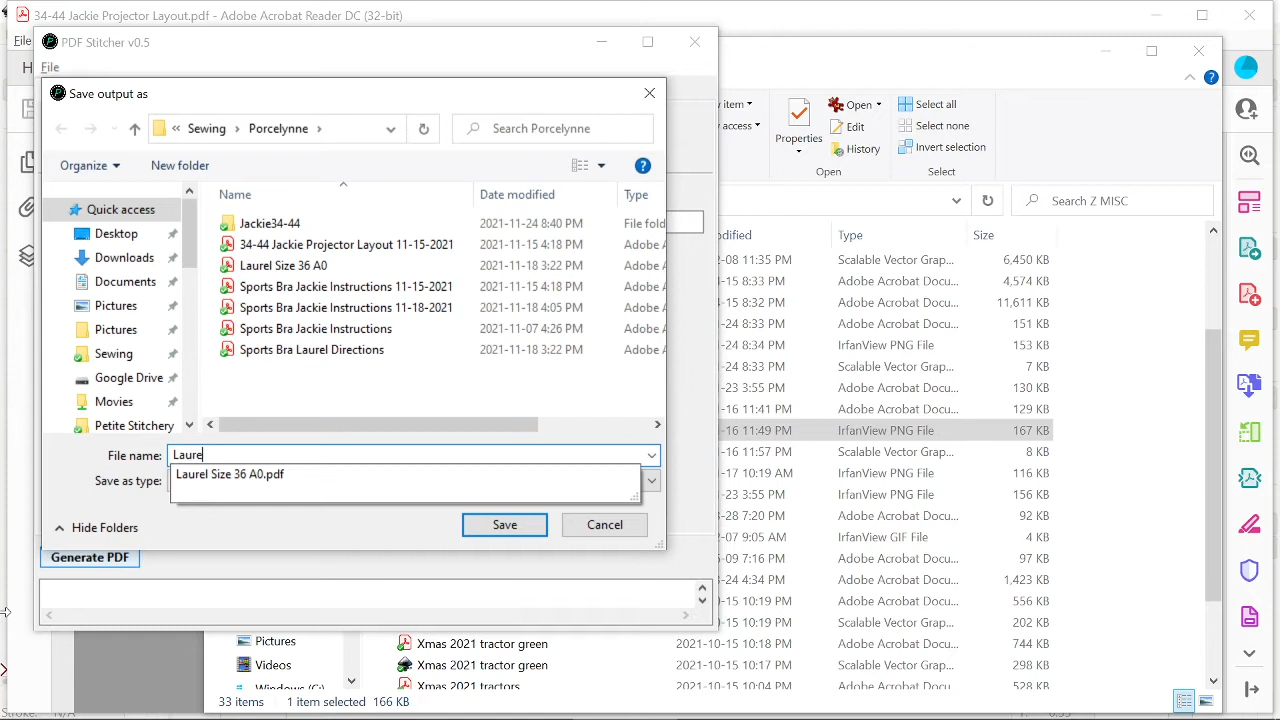 34-44 Jackie Projector Layout.pdf - Adobe Acrobat Reader DC (32-bit)
File
PDF Stitcher v0.5
File
Save output as
Sewing
Porcelynne
Search Porcelynne
Organize
New folder
Name
Date modified
Type
Quick access
Desktop
Downloads
Documents
Pictures
Pictures
Sewing
Google Drive
Movies
Petite Stitchery
Jackie34-44 2021-11-24 8:40 PM File fold
34-44 Jackie Projector Layout 11-15-2021 2021-11-15 4:18 PM Adobe A
Laurel Size 36 A0 2021-11-18 3:22 PM Adobe A
Sports Bra Jackie Instructions 11-15-2021 2021-11-15 4:18 PM Adobe A
Sports Bra Jackie Instructions 11-18-2021 2021-11-18 4:05 PM Adobe A
Sports Bra Jackie Instructions 2021-11-07 4:26 PM Adobe A
Sports Bra Laurel Directions 2021-11-18 3:22 PM Adobe A
File name: Laure
Laurel Size 36 A0.pdf
Save as type:
Hide Folders
Save
Cancel
Generate PDF
item
access
Properties
Open
Edit
History
Open
Select all
Select none
Invert selection
Select
Search Z MISC
dified Type Size
-08 11:35 PM Scalable Vector Grap... 6,450 KB
-15 8:33 PM Adobe Acrobat Docu... 4,574 KB
-15 8:32 PM Adobe Acrobat Docu... 11,611 KB
-24 8:33 PM Adobe Acrobat Docu... 151 KB
-24 8:33 PM IrfanView PNG File 153 KB
-24 8:33 PM Scalable Vector Grap... 7 KB
-23 3:55 PM Adobe Acrobat Docu... 130 KB
-16 11:41 PM Adobe Acrobat Docu... 129 KB
-16 11:49 PM IrfanView PNG File 167 KB
-16 11:57 PM Scalable Vector Grap... 8 KB
-17 10:19 AM IrfanView PNG File 116 KB
-23 3:55 PM IrfanView PNG File 156 KB
-28 7:20 PM Adobe Acrobat Docu... 92 KB
-07 9:05 AM IrfanView GIF File 4 KB
-09 7:16 PM Adobe Acrobat Docu... 97 KB
-24 4:34 PM Adobe Acrobat Docu... 1,423 KB
-15 10:19 PM Adobe Acrobat Docu... 556 KB
-15 10:19 PM Scalable Vector Grap... 202 KB
Xmas 2021 tractor green 2021-10-15 10:18 PM Adobe Acrobat Docu... 744 KB
Xmas 2021 tractor green 2021-10-15 10:17 PM Scalable Vector Grap... 298 KB
Xmas 2021 tractors 2021-10-15 10:04 PM Adobe Acrobat Docu... 528 KB
Pictures
Videos
Windows (C:)
33 items 1 item selected 166 KB